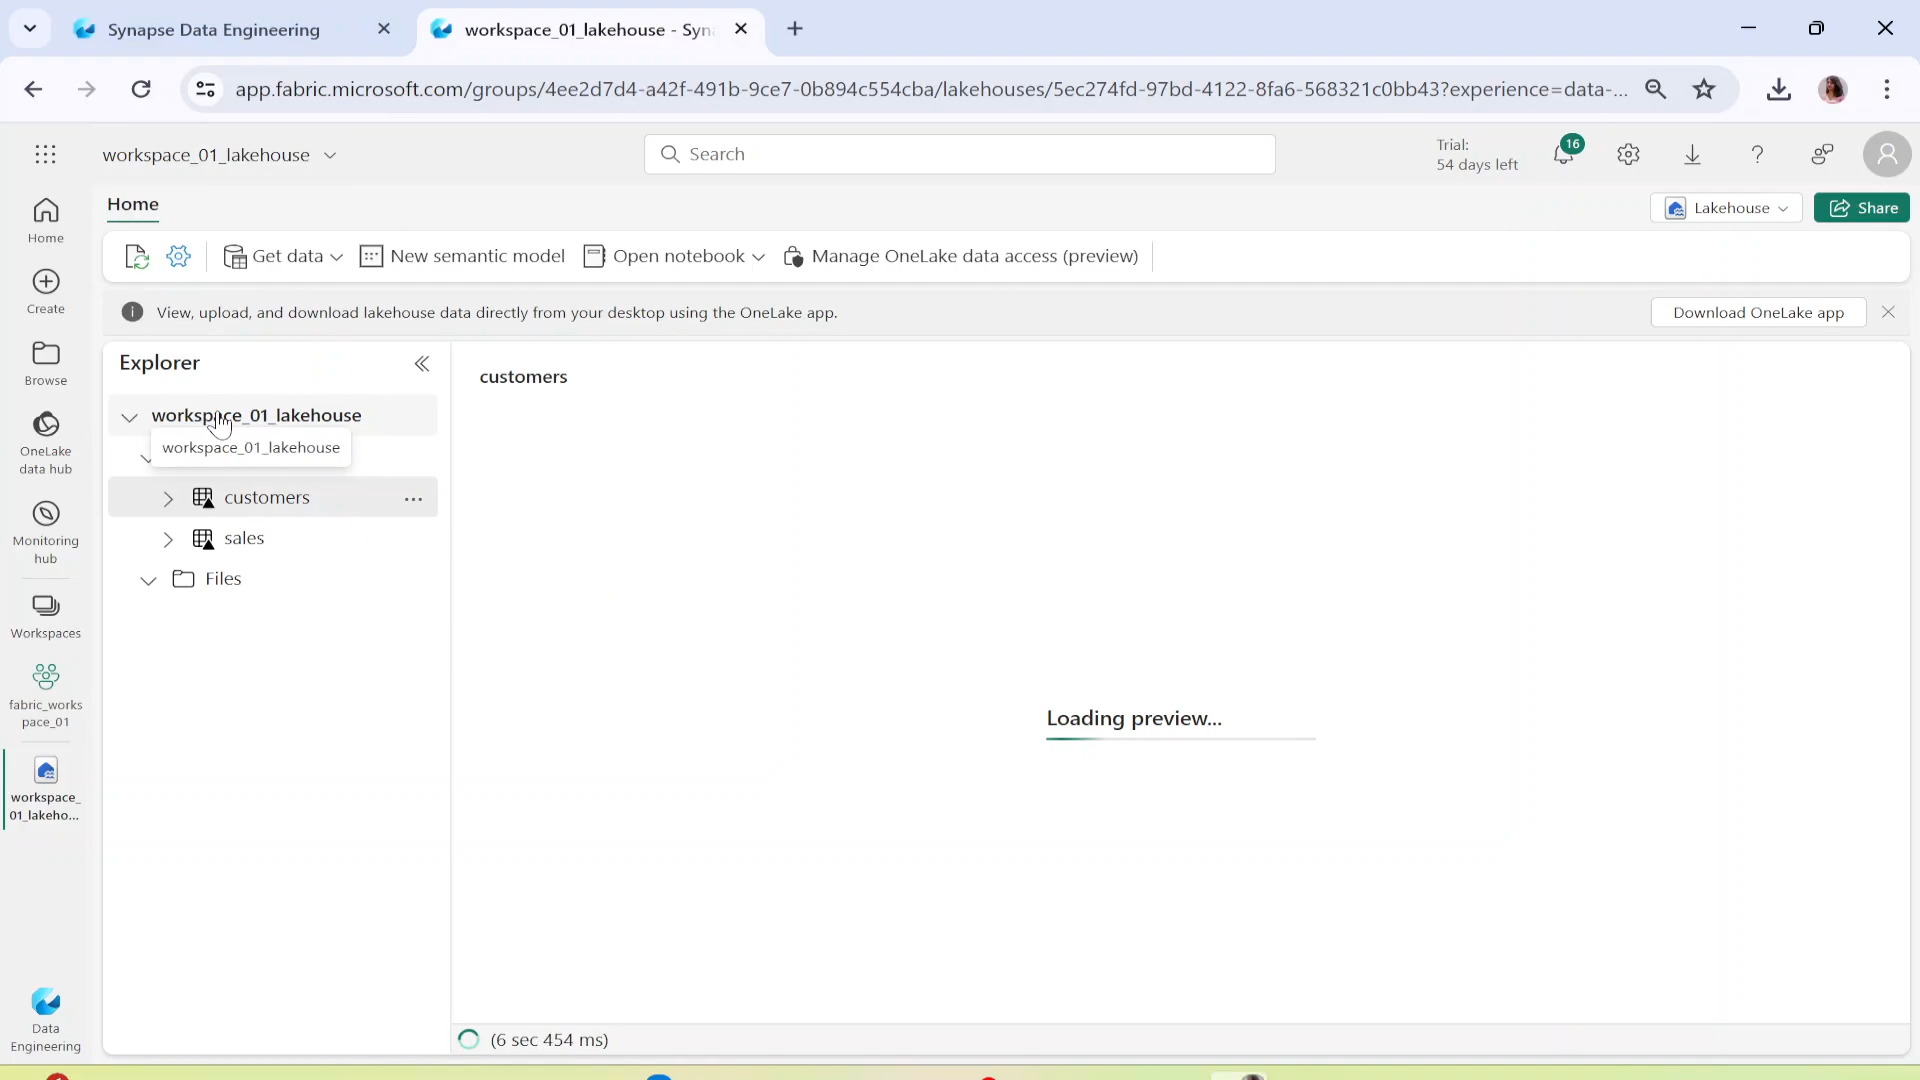 Synapse Data Engineering
workspace_01_lakehouse - Syn
app.fabric.microsoft.com/groups/4ee2d7d4-a42f-491b-9ce7-0b894c554cba/lakehouses/5ec274fd-97bd-4122-8fa6-568321c0bb43?experience=data-...
workspace_01_lakehouse
Search
Trial:
54 days left
16
Home
Lakehouse
Share
Get data
New semantic model
Open notebook
Manage OneLake data access (preview)
View, upload, and download lakehouse data directly from your desktop using the OneLake app.
Download OneLake app
Home
Create
Browse
OneLake
data hub
Monitoring
hub
Workspaces
fabric_works
pace_01
workspace_
01_lakeho...
Data
Engineering
Explorer
workspace_01_lakehouse
workspace_01_lakehouse
customers
...
sales
Files
customers
Loading preview...
(6 sec 454 ms)